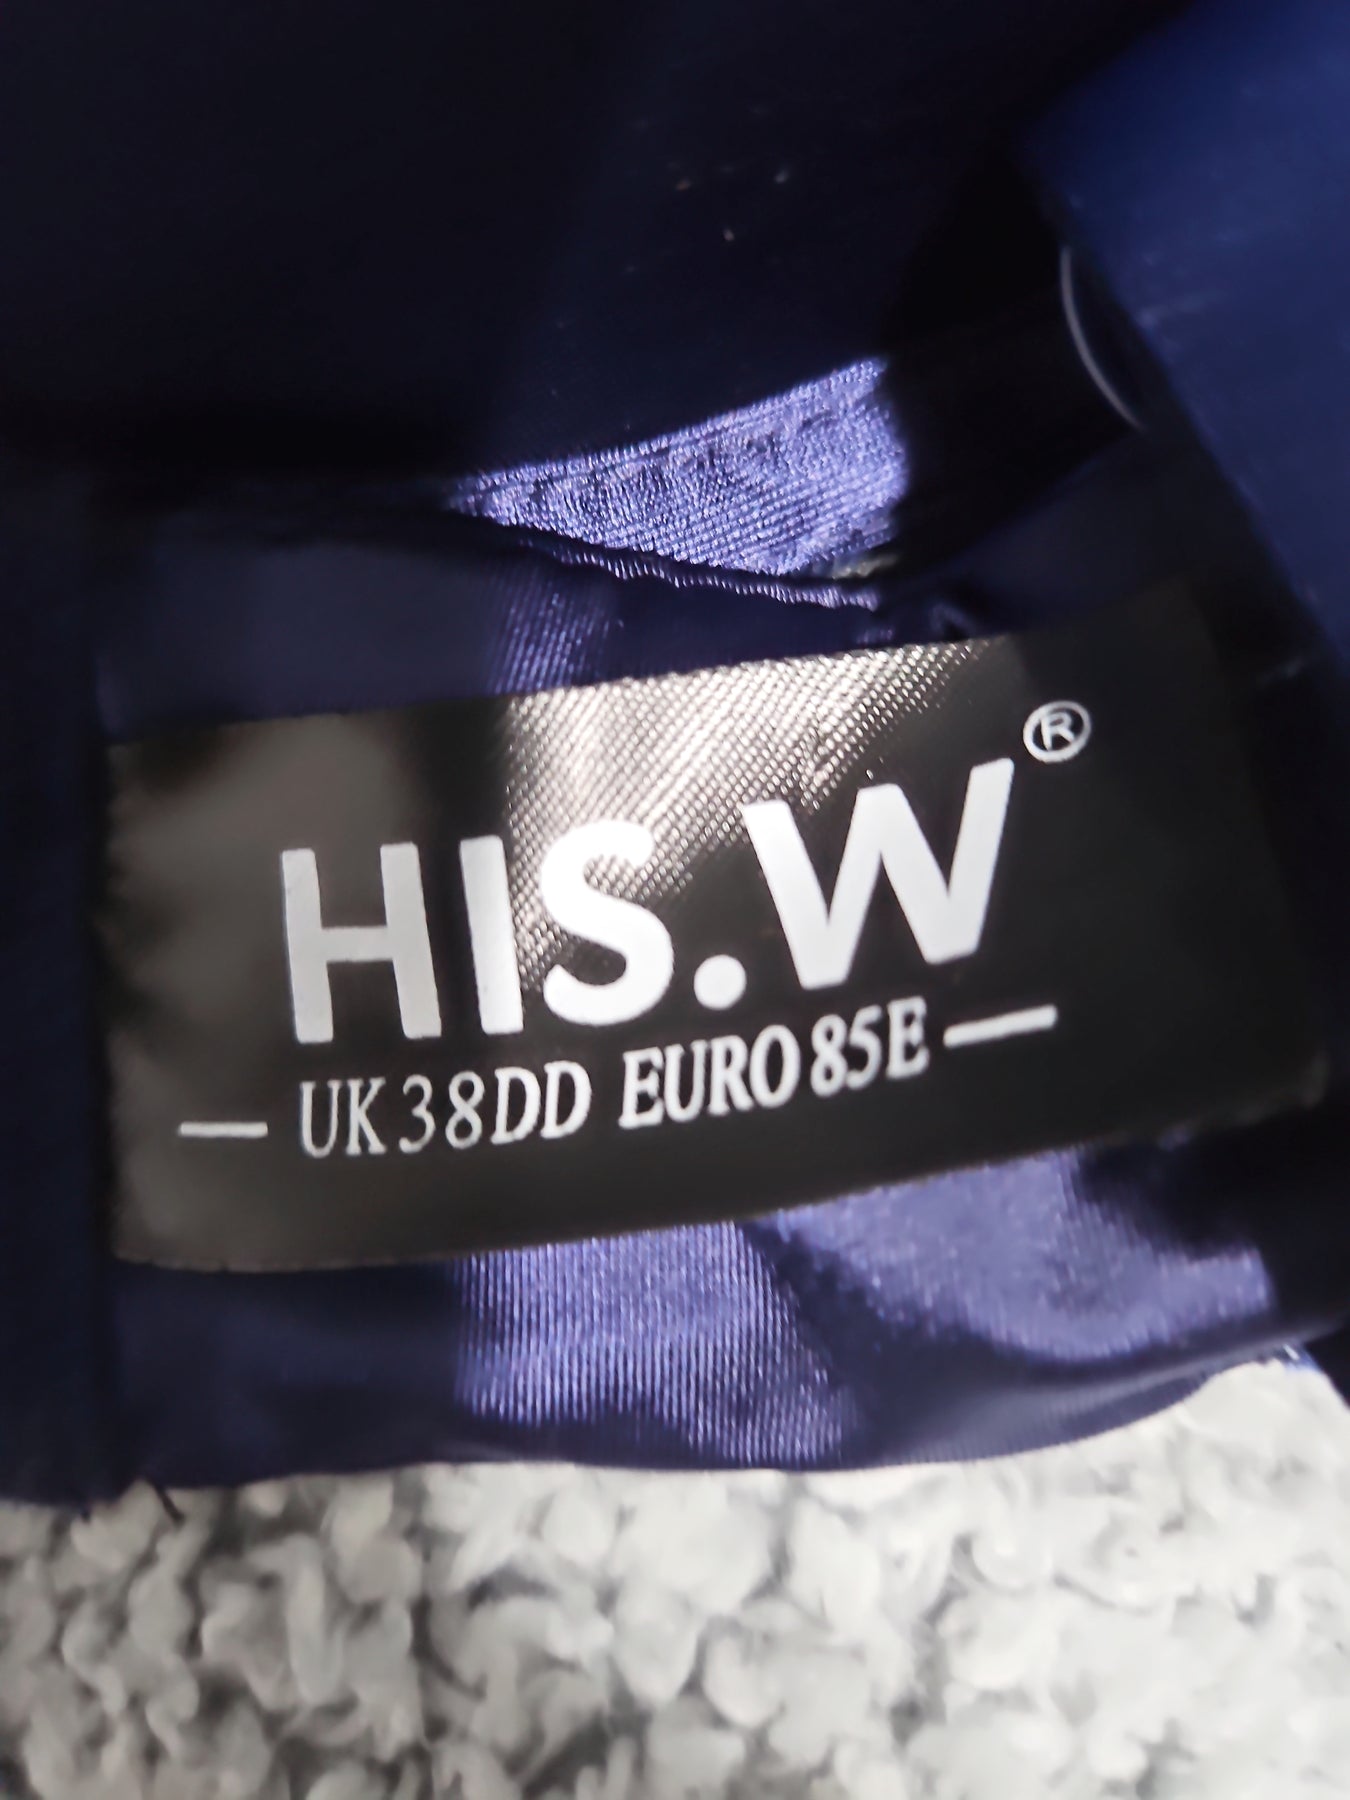 HIS.W®
— UK38DD EURO85E —